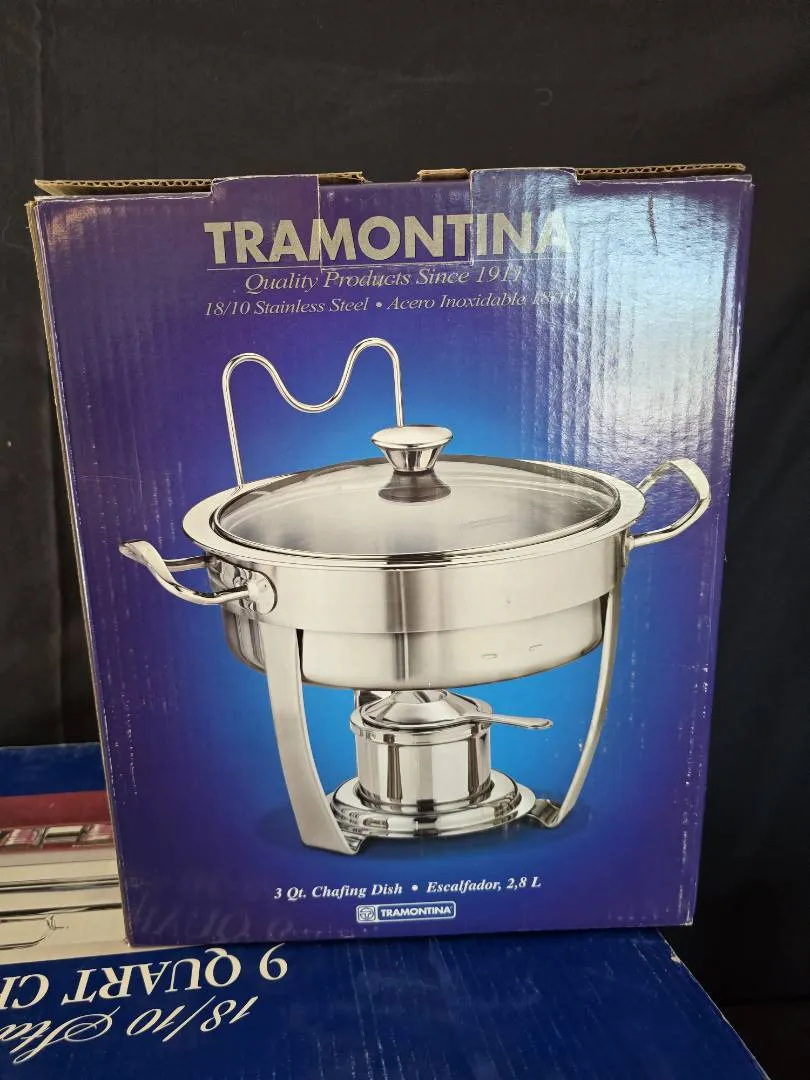 TRAMONTINA
Quality Products Since 1911
18/10 Stainless Steel • Acero Inoxidable 18/10
3 Qt. Chafing Dish • Escalfador, 2,8 L
TRAMONTINA
9 QUART
18/10